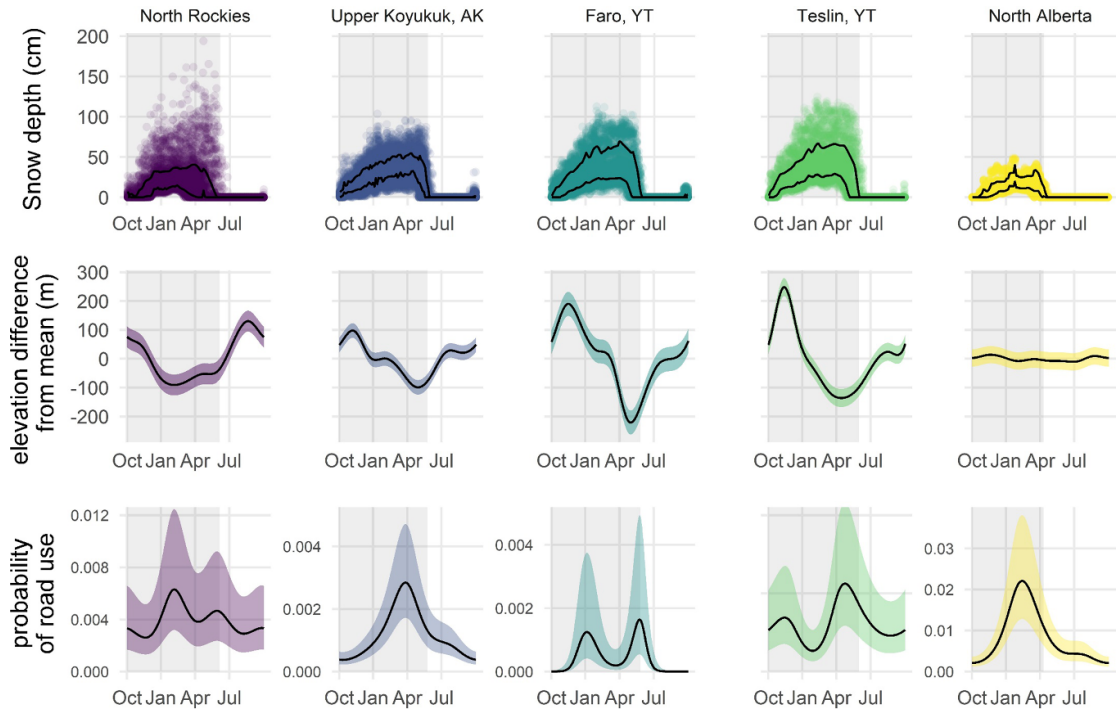 North Rockies Upper Koyukuk, AK Faro, YT Teslin, YT North Alberta
Snow depth (cm)
200
150
100
50
0
Oct Jan Apr Jul Oct Jan Apr Jul Oct Jan Apr Jul Oct Jan Apr Jul Oct Jan Apr Jul
elevation difference
from mean (m)
300
200
100
0
-100
-200
Oct Jan Apr Jul Oct Jan Apr Jul Oct Jan Apr Jul Oct Jan Apr Jul Oct Jan Apr Jul
probability
of road use
0.012
0.008
0.004
0.000
0.004
0.002
0.000
0.004
0.002
0.000
0.03
0.02
0.01
0.00
Oct Jan Apr Jul Oct Jan Apr Jul Oct Jan Apr Jul Oct Jan Apr Jul Oct Jan Apr Jul